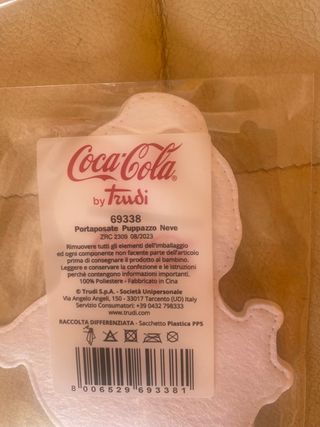 Coca-Cola®
by Trudi
69338
Portaposate Puppazzo Neve
ZRC 2309 08/2023
Rimuovere tutti gli elementi dell'imballaggio
ed ogni componente non facente parte dell'articolo
prima di consegnare il prodotto al bambino.
Leggere e conservare la confezione e le istruzioni
perché contengono informazioni importanti.
100% Poliestere - Fabbricato in Cina
© Trudi S.p.A. - Società Unipersonale
Via Angelo Angeli, 150 - 33017 Tarcento (UD) Italy
Servizio Consumatori: +39 0432 798333
www.trudi.com
RACCOLTA DIFFERENZIATA - Sacchetto Plastica PP5
8 006529 693381